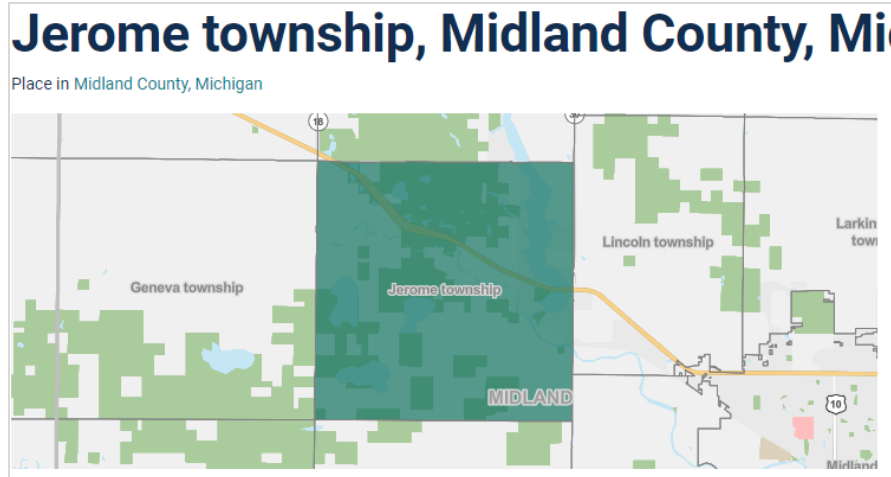 Jerome township, Midland County, Mi
Place in Midland County, Michigan
18
30
Larkin
Lincoln township
Geneva township
Jerome township
MIDLAND
10
Midland